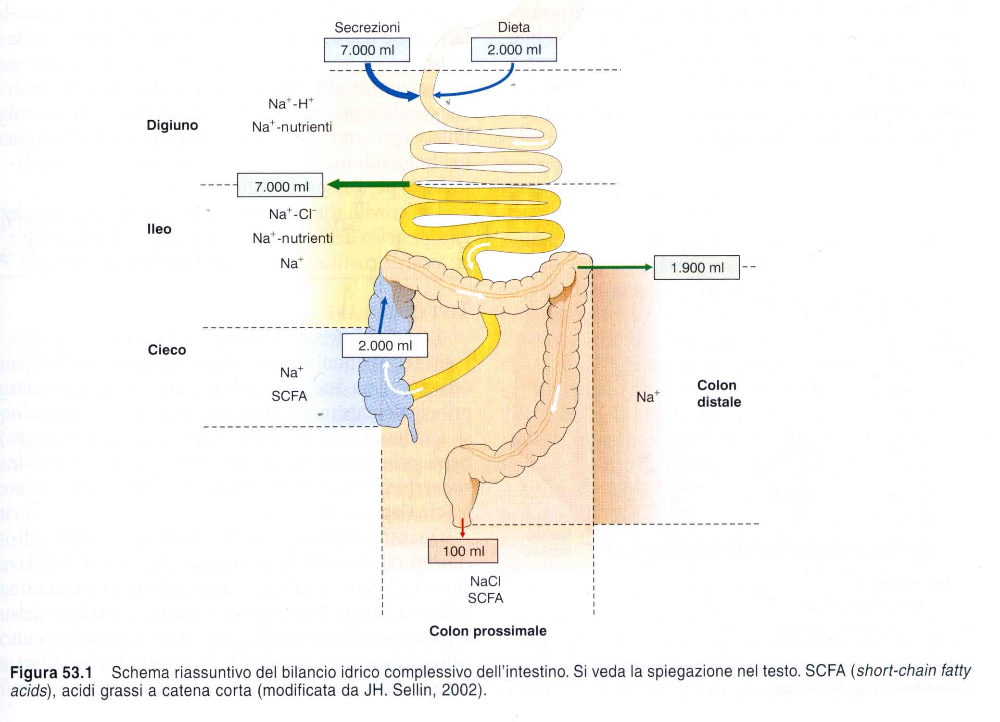 Secrezioni
Dieta
7.000 ml
2.000 ml
Na⁺-H⁺
Digiuno
Na⁺-nutrienti
7.000 ml
Na⁺-Cl⁻
Ileo
Na⁺-nutrienti
Na⁺
1.900 ml
2.000 ml
Cieco
Na⁺
SCFA
Na⁺
Colon
distale
100 ml
NaCl
SCFA
Colon prossimale
Figura 53.1 Schema riassuntivo del bilancio idrico complessivo dell'intestino. Si veda la spiegazione nel testo. SCFA (short-chain fatty
acids), acidi grassi a catena corta (modificata da JH. Sellin, 2002).